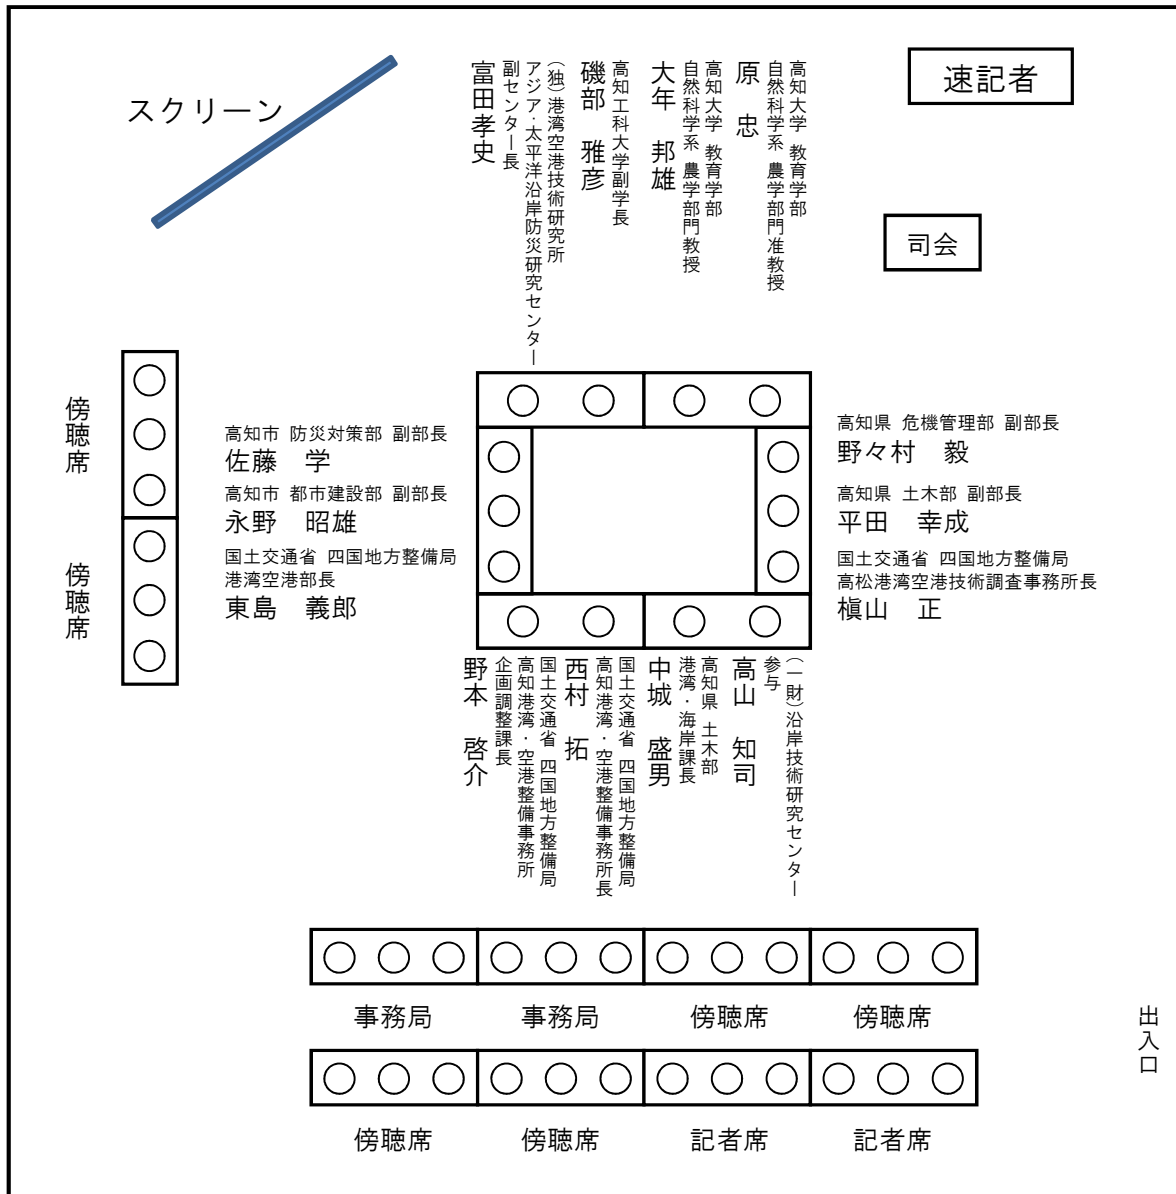 スクリーン
速記者
司会
高知大学 教育学部
自然科学系 農学部門准教授
原 忠
高知大学 教育学部
自然科学系 農学部門教授
大年 邦雄
高知工科大学副学長
磯部 雅彦
（独）港湾空港技術研究所
アジア・太平洋沿岸防災研究センター
副センター長
富田孝史
傍聴席
傍聴席
高知市 防災対策部 副部長
佐藤 学
高知市 都市建設部 副部長
永野 昭雄
国土交通省 四国地方整備局
港湾空港部長
東島 義郎
高知県 危機管理部 副部長
野々村 毅
高知県 土木部 副部長
平田 幸成
国土交通省 四国地方整備局
高松港湾空港技術調査事務所長
槇山 正
（一財）沿岸技術研究センター
参与
高山 知司
高知県 土木部
港湾・海岸課長
中城 盛男
国土交通省 四国地方整備局
高知港湾・空港整備事務所長
西村 拓
国土交通省 四国地方整備局
高知港湾・空港整備事務所
企画調整課長
野本 啓介
事務局
事務局
傍聴席
傍聴席
出入口
傍聴席
傍聴席
記者席
記者席